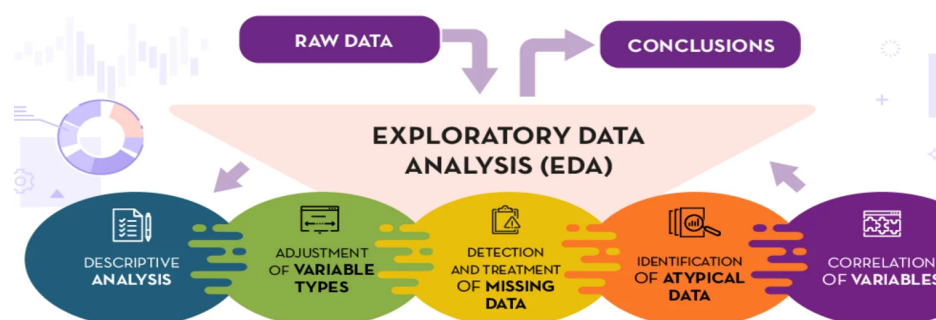 RAW DATA
CONCLUSIONS
EXPLORATORY DATA
ANALYSIS (EDA)
DESCRIPTIVE
ANALYSIS
ADJUSTMENT
OF VARIABLE
TYPES
DETECTION
AND TREATMENT
OF MISSING
DATA
IDENTIFICATION
OF ATYPICAL
DATA
CORRELATION
OF VARIABLES